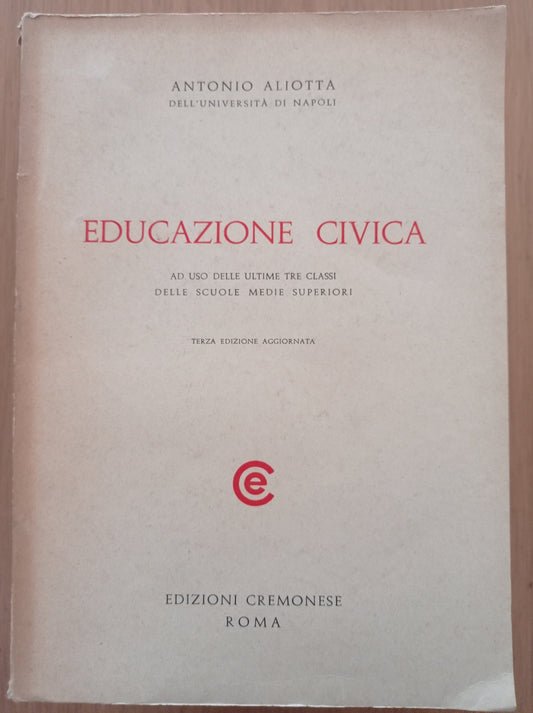 ANTONIO ALIOTTA
DELL'UNIVERSITÀ DI NAPOLI
EDUCAZIONE CIVICA
AD USO DELLE ULTIME TRE CLASSI
DELLE SCUOLE MEDIE SUPERIORI
TERZA EDIZIONE AGGIORNATA
Ce
EDIZIONI CREMONESE
ROMA